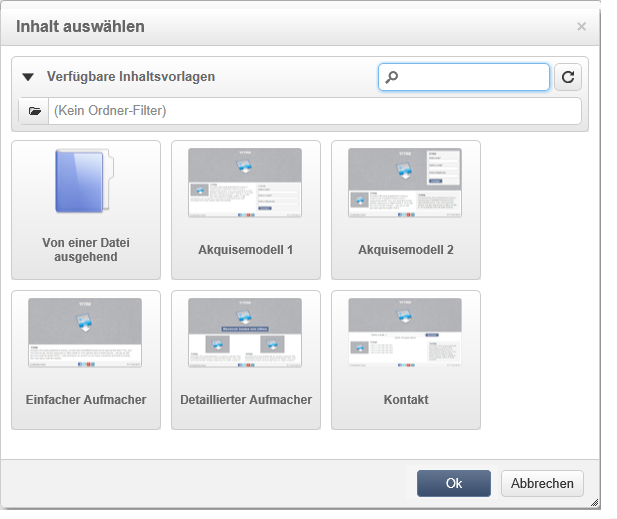 Inhalt auswählen
Verfügbare Inhaltsvorlagen
(Kein Ordner-Filter)
Von einer Datei
ausgehend
Akquisemodell 1
Akquisemodell 2
Einfacher Aufmacher
Detaillierter Aufmacher
Kontakt
Ok
Abbrechen